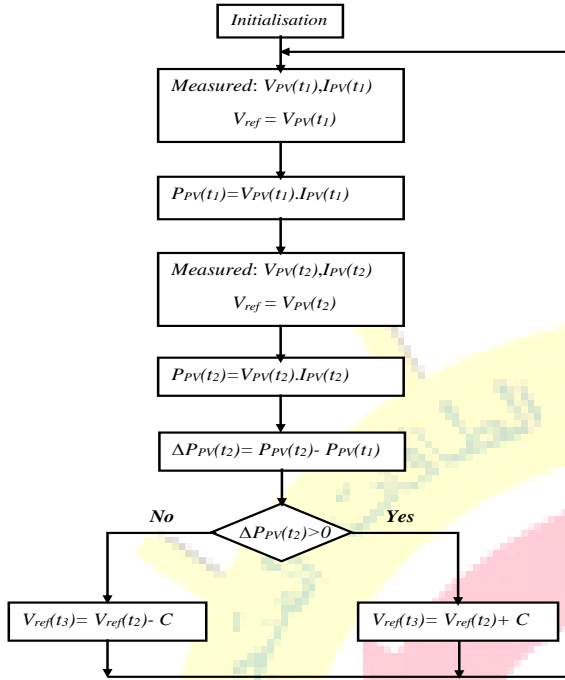 Initialisation
Measured: VPV(t1),IPV(t1)
Vref = VPV(t1)
PPV(t1)=VPV(t1).IPV(t1)
Measured: VPV(t2),IPV(t2)
Vref = VPV(t2)
PPV(t2)=VPV(t2).IPV(t2)
ΔPPV(t2)= PPV(t2)- PPV(t1)
No
ΔPPV(t2)>0
Yes
Vref(t3)= Vref(t2)- C
Vref(t3)= Vref(t2)+ C